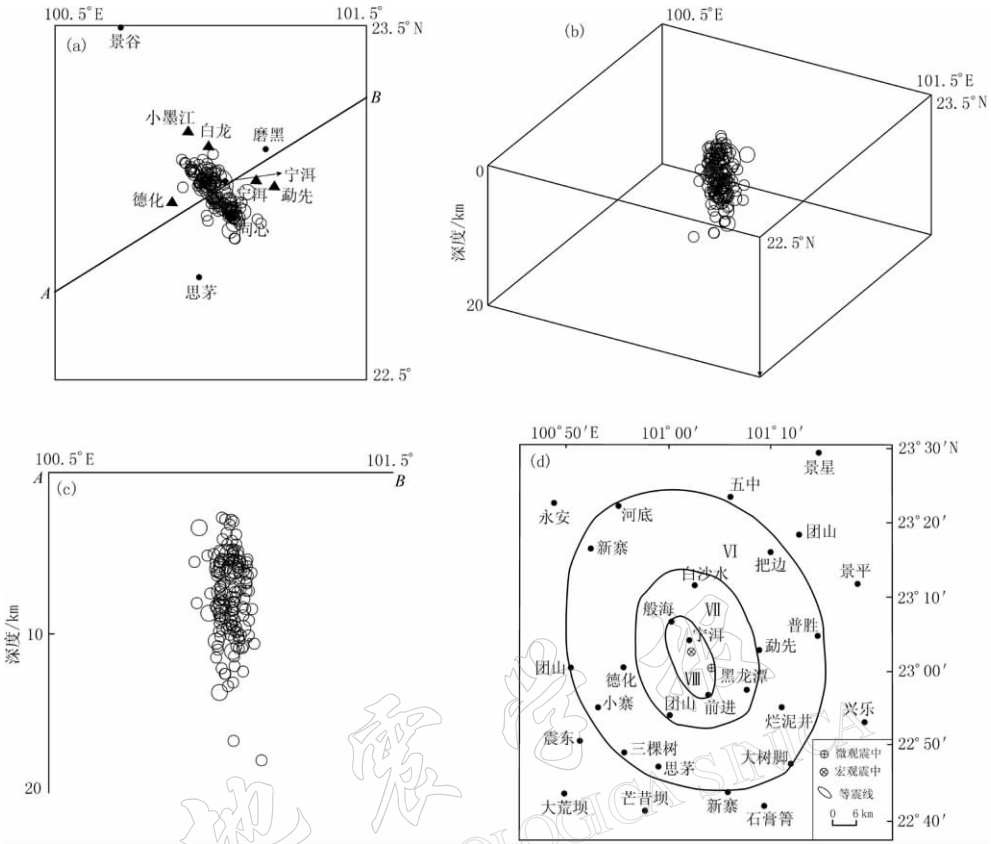 100.5°E
101.5°
(a)
23.5°N
景谷
B
小墨江
白龙
磨黑
宁洱
宁洱
勐先
德化
同心
A
思茅
22.5°
100.5°E
(b)
101.5°E
23.5°N
0
深度/km
22.5°N
20
100.5°E
101.5°
A
B
(c)
深度/km
10
20
(d)
100°50′E
101°00′
101°10′
23°30′N
景星
五中
永安
河底
23°20′
团山
新寨
Ⅵ
把边
白沙水
景平
23°10′
般海
Ⅶ
宁洱
普胜
勐先
团山
德化
Ⅷ
黑龙潭
23°00′
小寨
团山
前进
烂泥井
兴乐
震东
三棵树
思茅
大树脚
22°50′
大荒坝
芒昔坝
新寨
石膏箐
22°40′
微观震中
宏观震中
等震线
0 6 km
地震学报
OLOGICA SINICA